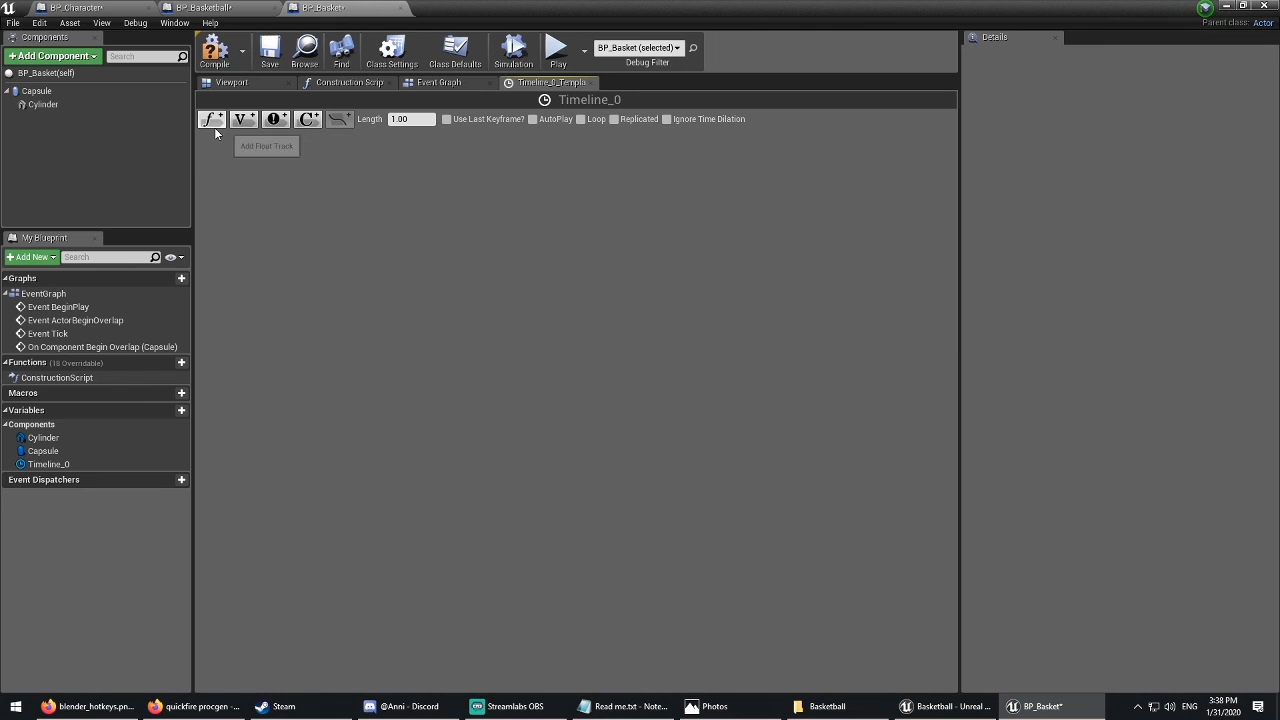 BP_Character*
BP_Basketball*
BP_Basket*
File Edit Asset View Debug Window Help
Parent class: Actor
Components
Add Component
Search
BP_Basket(self)
Capsule
Cylinder
Compile
Save
Browse
Find
Class Settings
Class Defaults
Simulation
Play
BP_Basket (selected)
Debug Filter
Details
Viewport
Construction Scrip
Event Graph
Timeline_0_Templa
Timeline_0
Length 1.00 Use Last Keyframe? AutoPlay Loop Replicated Ignore Time Dilation
Add Float Track
My Blueprint
Add New
Search
Graphs
EventGraph
Event BeginPlay
Event ActorBeginOverlap
Event Tick
On Component Begin Overlap (Capsule)
Functions (18 Overridable)
ConstructionScript
Macros
Variables
Components
Cylinder
Capsule
Timeline_0
Event Dispatchers
blender_hotkeys.pn...
quickfire procgen -...
Steam
@Anni - Discord
Streamlabs OBS
Read me.txt - Note...
Photos
Basketball
Basketball - Unreal ...
BP_Basket*
ENG
3:38 PM
1/31/2020